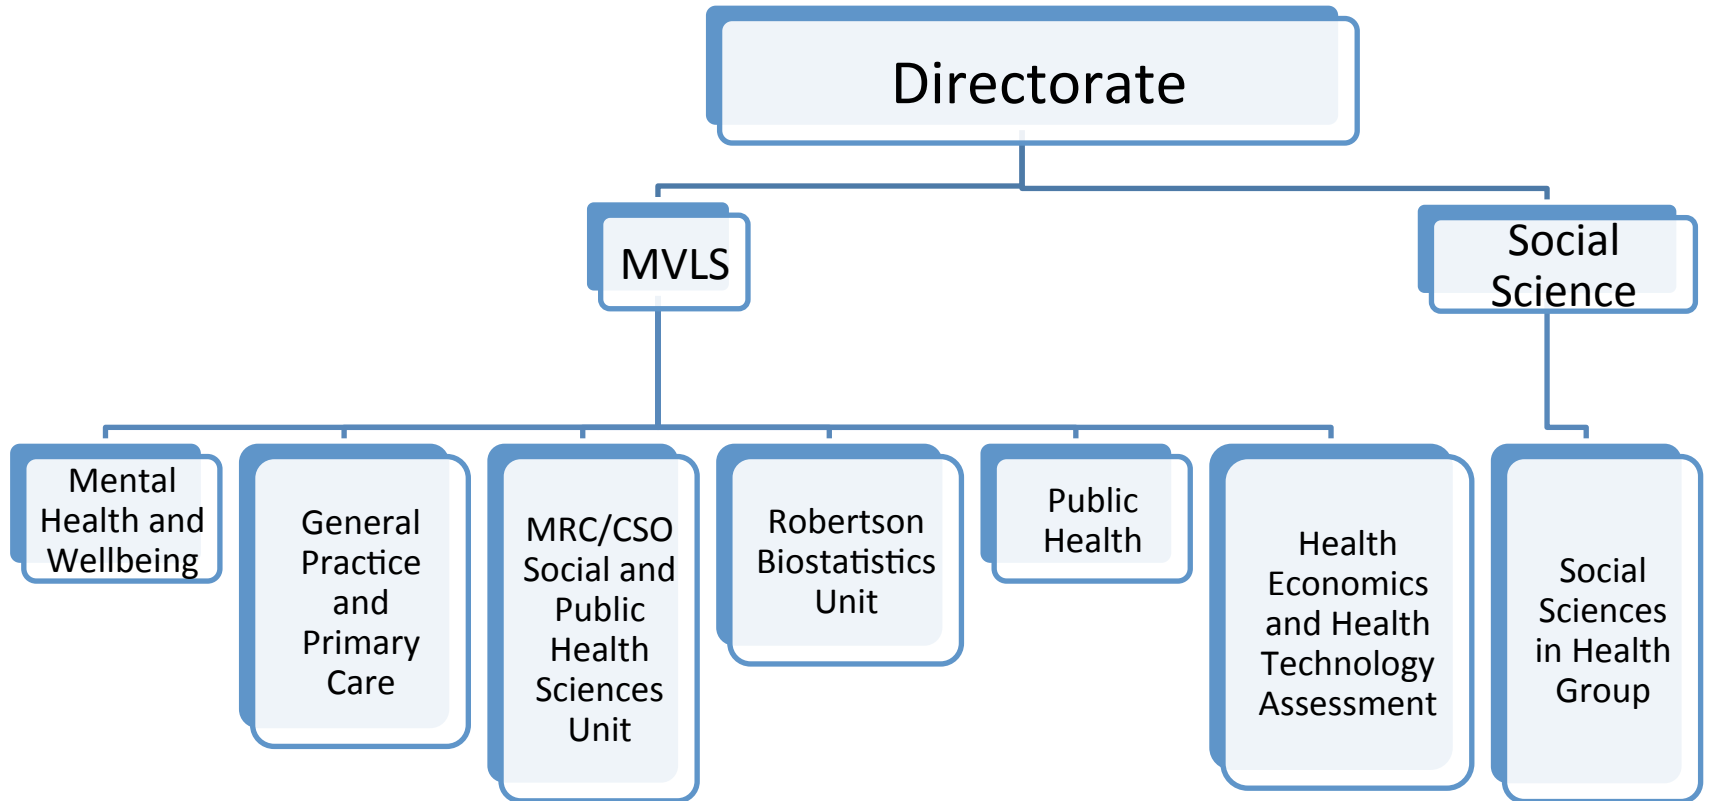 Directorate
MVLS
Social
Science
Mental
Health and
Wellbeing
General
Practice
and
Primary
Care
MRC/CSO
Social and
Public
Health
Sciences
Unit
Robertson
Biostatistics
Unit
Public
Health
Health
Economics
and Health
Technology
Assessment
Social
Sciences
in Health
Group